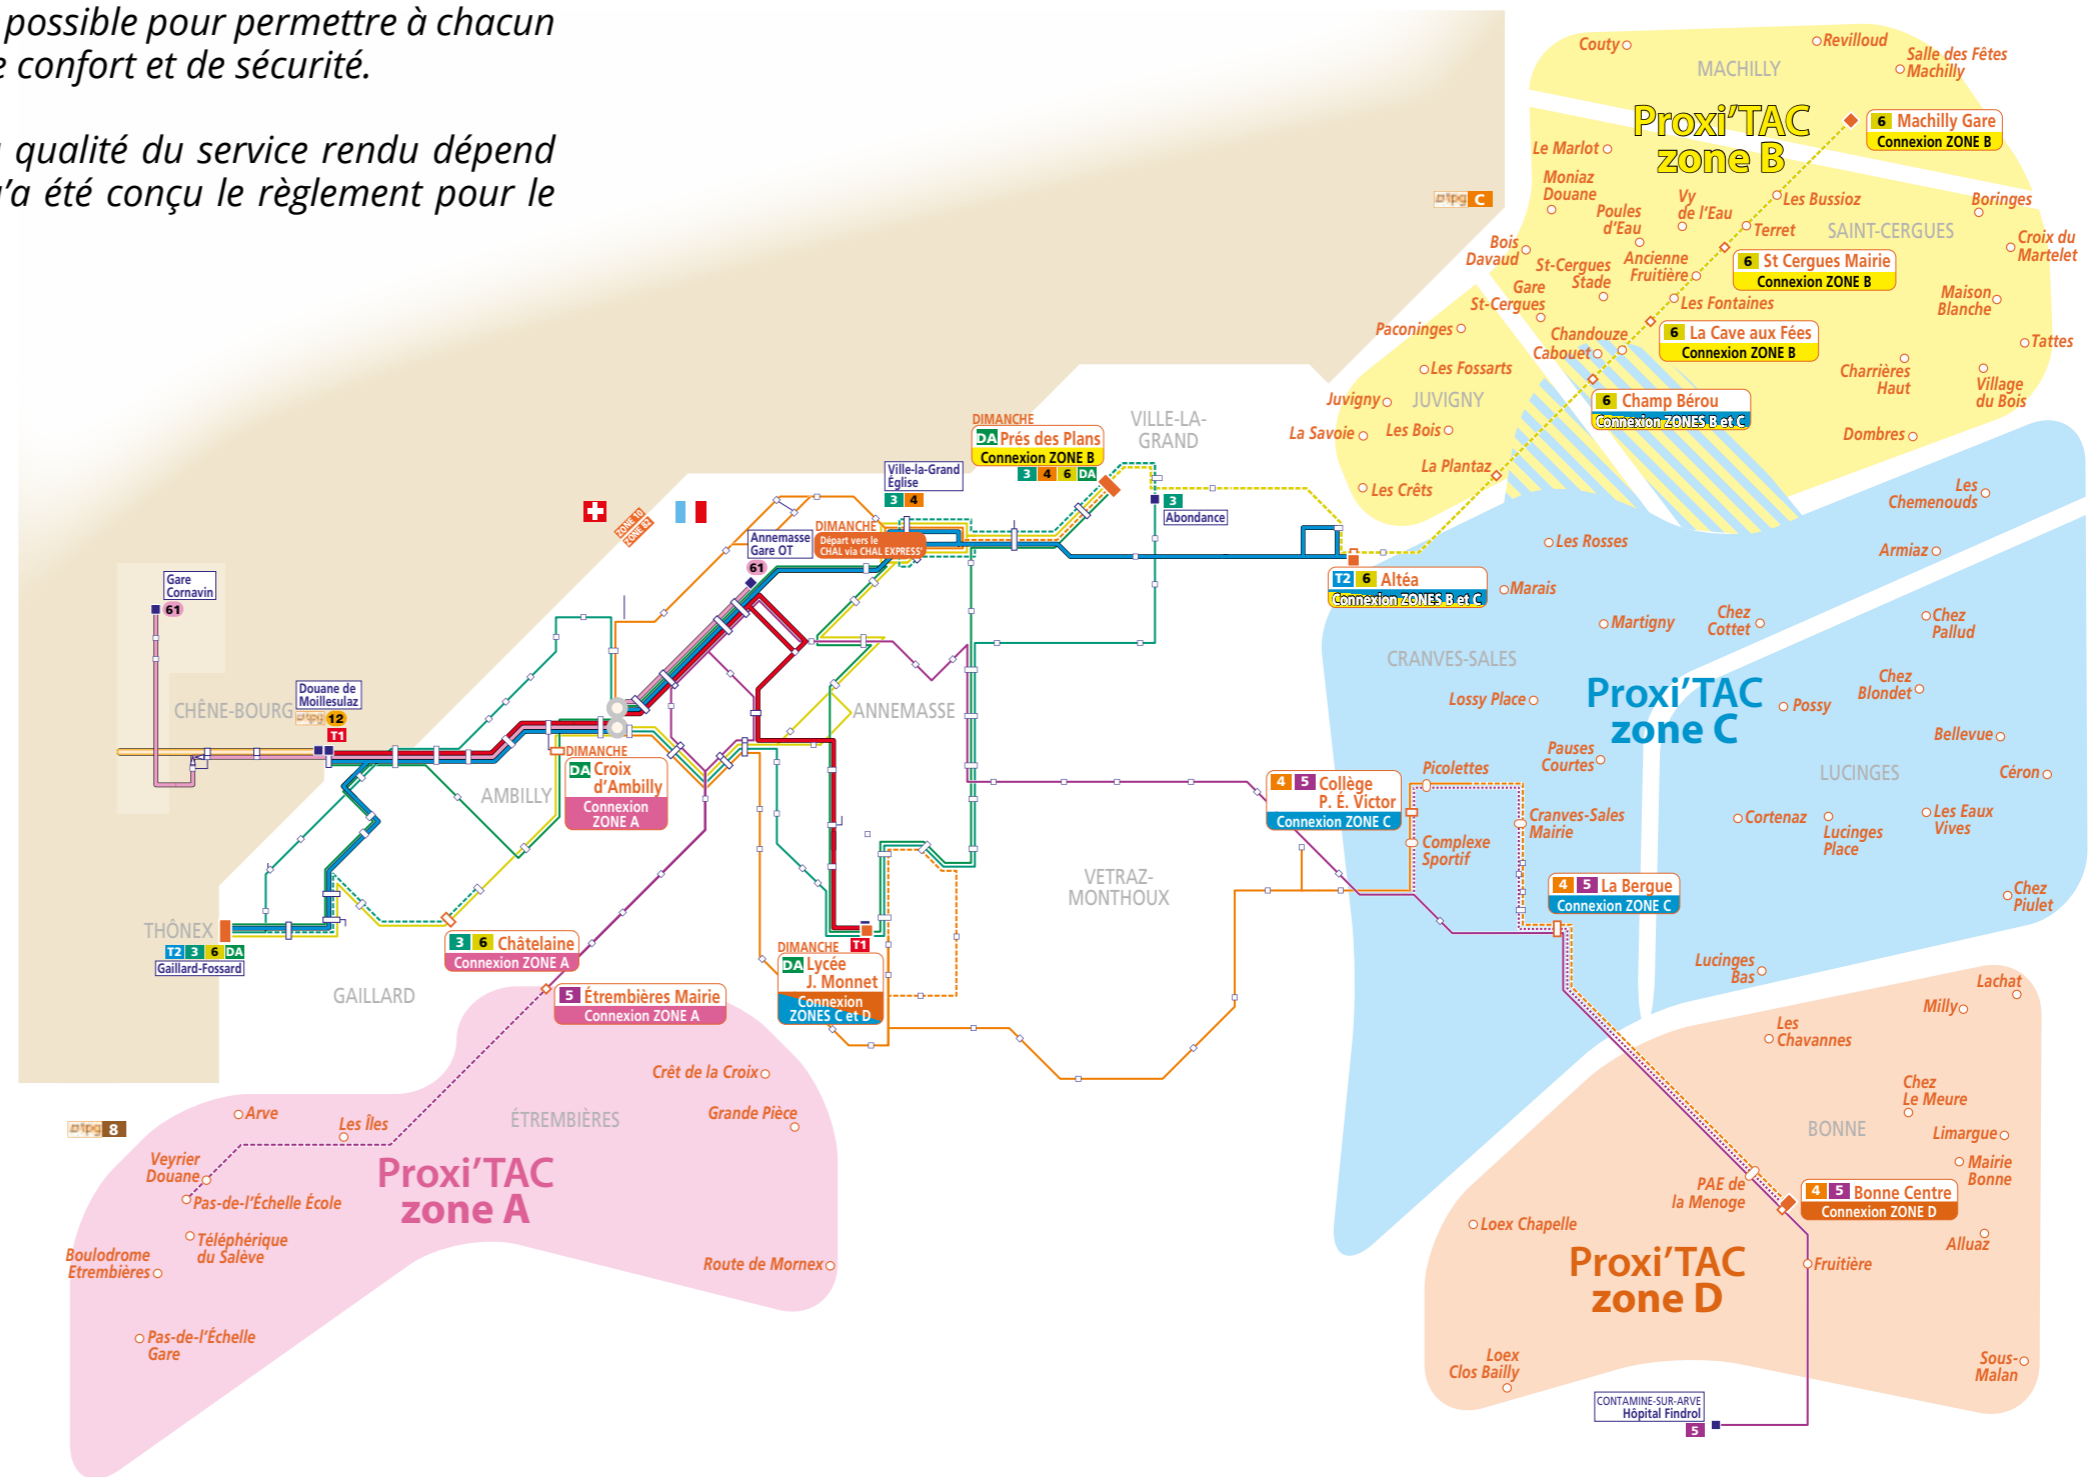 possible pour permettre à chacun
e confort et de sécurité.
qualité du service rendu dépend
'a été conçu le règlement pour le
Couty
Revilloud
Salle des Fêtes
Machilly
MACHILLY
Proxi'TAC
zone B
6 Machilly Gare
Connexion ZONE B
Le Marlot
Moniaz
Douane
Vy
de l'Eau
Les Bussioz
Boringes
tpg C
Poules
d'Eau
Terret
SAINT-CERGUES
Croix du
Martelet
Bois
Davaud
St-Cergues
Stade
Ancienne
Fruitière
6 St Cergues Mairie
Connexion ZONE B
Gare
St-Cergues
Les Fontaines
Maison
Blanche
Paconinges
Chandouze
Cabouet
6 La Cave aux Fées
Connexion ZONE B
Tattes
Les Fossarts
Charrières
Haut
Village
du Bois
Juvigny
JUVIGNY
6 Champ Bérou
Connexion ZONES B et C
La Savoie
Les Bois
Dombres
La Plantaz
Les Crêts
DIMANCHE
DA Prés des Plans
Connexion ZONE B
3 4 6 DA
VILLE-LA-
GRAND
Ville-la-Grand
Église
3 4
3
Abondance
ZONE 10
ZONE 82
DIMANCHE
Départ vers le
CHAL via CHAL EXPRESS'
Annemasse
Gare OT
61
Les
Chemenouds
Les Rosses
Armiaz
T2 6 Altéa
Connexion ZONES B et C
Marais
Martigny
Chez
Cottet
Chez
Pallud
CRANVES-SALES
Gare
Cornavin
61
Lossy Place
Proxi'TAC
zone C
Possy
Chez
Blondet
Douane de
Moillesulaz
tpg 12
T1
CHÊNE-BOURG
ANNEMASSE
Pauses
Courtes
Bellevue
LUCINGES
Céron
Picolettes
DIMANCHE
DA Croix
d'Ambilly
Connexion
ZONE A
AMBILLY
4 5 Collège
P. É. Victor
Connexion ZONE C
Cranves-Sales
Mairie
Cortenaz
Lucinges
Place
Les Eaux
Vives
Complexe
Sportif
VETRAZ-
MONTHOUX
4 5 La Bergue
Connexion ZONE C
Chez
Piulet
THÔNEX
T2 3 6 DA
Gaillard-Fossard
3 6 Châtelaine
Connexion ZONE A
DIMANCHE
T1
DA Lycée
J. Monnet
Connexion
ZONES C et D
Lucinges
Bas
GAILLARD
5 Étrembières Mairie
Connexion ZONE A
Lachat
Milly
Les
Chavannes
Crêt de la Croix
Chez
Le Meure
Arve
Les Îles
ÉTREMBIÈRES
Grande Pièce
tpg 8
BONNE
Limargue
Veyrier
Douane
Proxi'TAC
zone A
Mairie
Bonne
Pas-de-l'Échelle École
PAE de
la Menoge
4 5 Bonne Centre
Connexion ZONE D
Téléphérique
du Salève
Loex Chapelle
Alluaz
Boulodrome
Etrembières
Route de Mornex
Proxi'TAC
zone D
Fruitière
Pas-de-l'Échelle
Gare
Loex
Clos Bailly
Sous-
Malan
CONTAMINE-SUR-ARVE
Hôpital Findrol
5